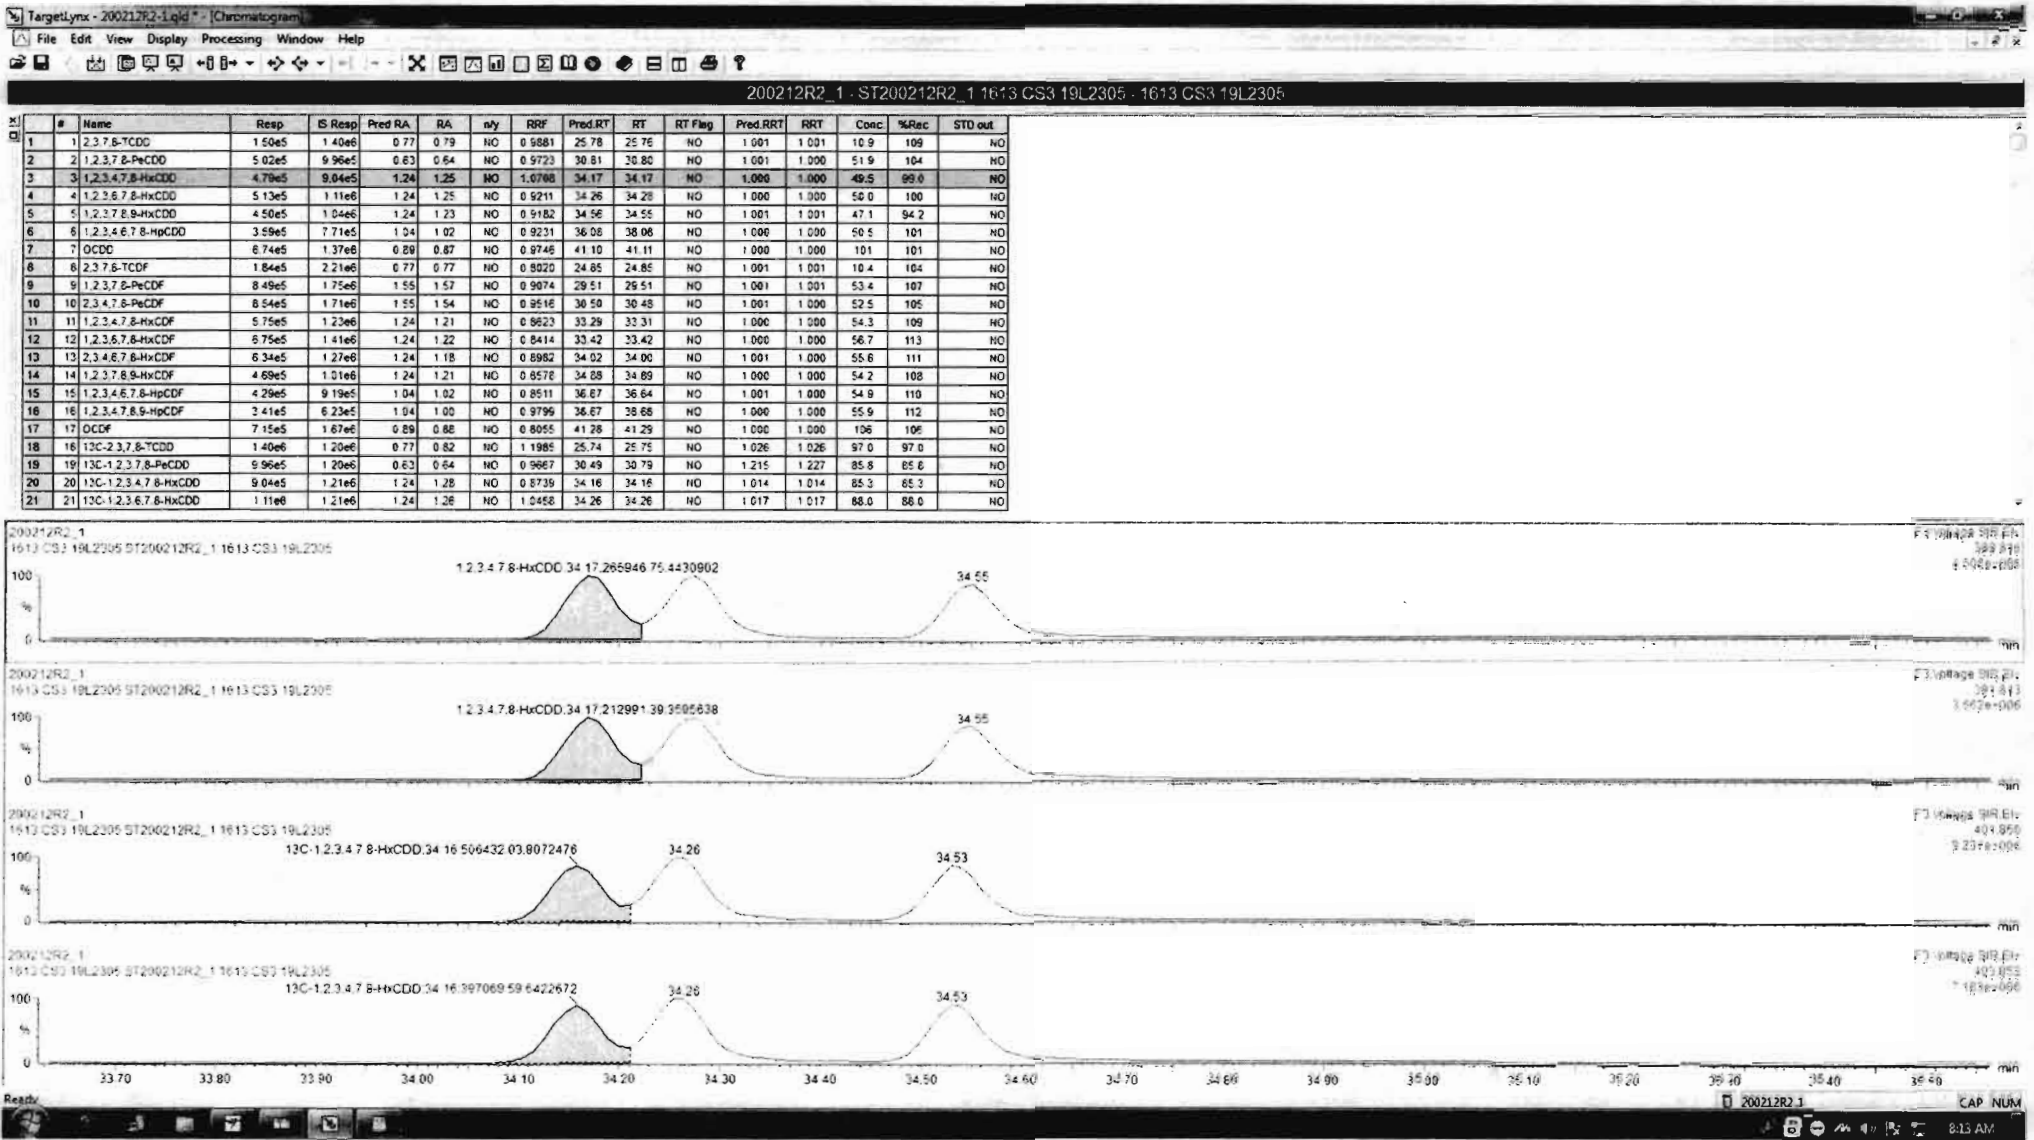 TargetLynx - 200212R2-1.qld * - [Chromatogram]
File Edit View Display Processing Window Help
200212R2_1 - ST200212R2_1 1613 CS3 19L2305 - 1613 CS3 19L2305
# Name Resp IS Resp Pred RA RA n/y RRF Pred.RT RT RT Flag Pred.RRT RRT Conc %Rec STD out
1 1 2,3,7,8-TCDD 1.50e5 1.40e6 0.77 0.79 NO 0.9881 25.78 25.76 NO 1.001 1.001 10.9 109 NO
2 2 1,2,3,7,8-PeCDD 5.02e5 9.96e5 0.63 0.64 NO 0.9723 30.81 30.80 NO 1.001 1.000 51.9 104 NO
3 3 1,2,3,4,7,8-HxCDD 4.79e5 9.04e5 1.24 1.25 NO 1.0708 34.17 34.17 NO 1.000 1.000 49.5 99.0 NO
4 4 1,2,3,6,7,8-HxCDD 5.13e5 1.11e6 1.24 1.25 NO 0.9211 34.26 34.28 NO 1.000 1.000 50.0 100 NO
5 5 1,2,3,7,8,9-HxCDD 4.50e5 1.04e6 1.24 1.23 NO 0.9182 34.56 34.55 NO 1.001 1.001 47.1 94.2 NO
6 6 1,2,3,4,6,7,8-HpCDD 3.59e5 7.71e5 1.04 1.02 NO 0.9231 38.08 38.08 NO 1.000 1.000 50.5 101 NO
7 7 OCDD 6.74e5 1.37e6 0.89 0.87 NO 0.9746 41.10 41.11 NO 1.000 1.000 101 101 NO
8 8 2,3,7,8-TCDF 1.84e5 2.21e6 0.77 0.77 NO 0.8020 24.85 24.85 NO 1.001 1.001 10.4 104 NO
9 9 1,2,3,7,8-PeCDF 8.49e5 1.75e6 1.55 1.57 NO 0.9074 29.51 29.51 NO 1.001 1.001 53.4 107 NO
10 10 2,3,4,7,8-PeCDF 8.54e5 1.71e6 1.55 1.54 NO 0.9516 30.50 30.48 NO 1.001 1.000 52.5 105 NO
11 11 1,2,3,4,7,8-HxCDF 5.75e5 1.23e6 1.24 1.21 NO 0.8623 33.29 33.31 NO 1.000 1.000 54.3 109 NO
12 12 1,2,3,6,7,8-HxCDF 6.75e5 1.41e6 1.24 1.22 NO 0.8414 33.42 33.42 NO 1.000 1.000 56.7 113 NO
13 13 2,3,4,6,7,8-HxCDF 6.34e5 1.27e6 1.24 1.18 NO 0.8982 34.02 34.00 NO 1.001 1.000 55.6 111 NO
14 14 1,2,3,7,8,9-HxCDF 4.69e5 1.01e6 1.24 1.21 NO 0.8578 34.88 34.89 NO 1.000 1.000 54.2 108 NO
15 15 1,2,3,4,6,7,8-HpCDF 4.29e5 9.19e5 1.04 1.02 NO 0.8511 36.67 36.64 NO 1.001 1.000 54.9 110 NO
16 16 1,2,3,4,7,8,9-HpCDF 3.41e5 6.23e5 1.04 1.00 NO 0.9799 38.67 38.68 NO 1.000 1.000 55.9 112 NO
17 17 OCDF 7.15e5 1.67e6 0.89 0.88 NO 0.8055 41.28 41.29 NO 1.000 1.000 106 106 NO
18 18 13C-2,3,7,8-TCDD 1.40e6 1.20e6 0.77 0.82 NO 1.1985 25.74 25.75 NO 1.026 1.026 97.0 97.0 NO
19 19 13C-1,2,3,7,8-PeCDD 9.96e5 1.20e6 0.63 0.64 NO 0.9667 30.49 30.79 NO 1.215 1.227 85.8 85.8 NO
20 20 13C-1,2,3,4,7,8-HxCDD 9.04e5 1.21e6 1.24 1.28 NO 0.8739 34.16 34.16 NO 1.014 1.014 85.3 85.3 NO
21 21 13C-1,2,3,6,7,8-HxCDD 1.11e6 1.21e6 1.24 1.26 NO 1.0458 34.26 34.26 NO 1.017 1.017 88.0 88.0 NO
200212R2_1
1613 CS3 19L2305 ST200212R2_1 1613 CS3 19L2305
1,2,3,4,7,8-HxCDD;34.17;265946.75;4430902
34.55
100
%
0
min
200212R2_1
1613 CS3 19L2305 ST200212R2_1 1613 CS3 19L2305
1,2,3,4,7,8-HxCDD;34.17;212991.39;3595638
34.55
100
%
0
min
200212R2_1
1613 CS3 19L2305 ST200212R2_1 1613 CS3 19L2305
13C-1,2,3,4,7,8-HxCDD;34.16;506432.03;8072476
34.26
34.53
100
%
0
min
200212R2_1
1613 CS3 19L2305 ST200212R2_1 1613 CS3 19L2305
13C-1,2,3,4,7,8-HxCDD;34.16;397069.59;6422672
34.26
34.53
100
%
0
min
33.70 33.80 33.90 34.00 34.10 34.20 34.30 34.40 34.50 34.60 34.70 34.80 34.90 35.00 35.10 35.20 35.30 35.40
Ready
200212R2_1 CAP NUM
8:13 AM